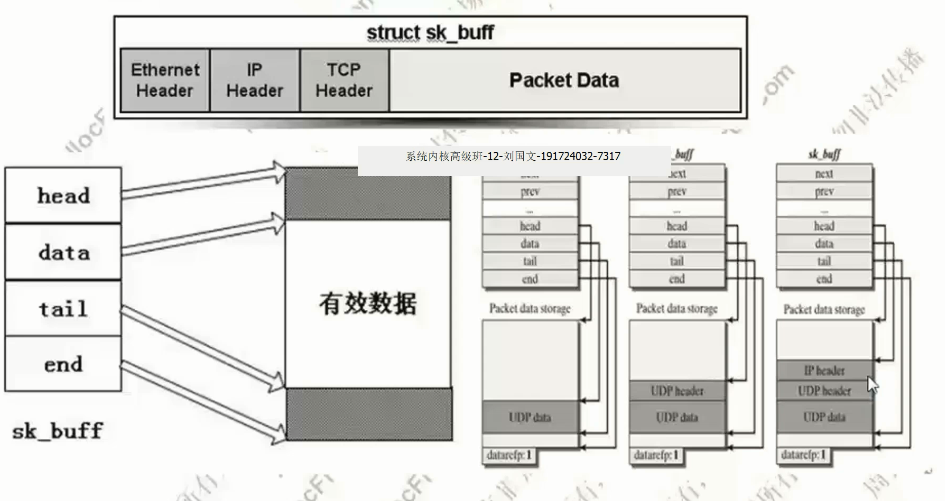 struct sk_buff
Ethernet Header
IP Header
TCP Header
Packet Data
系统内核高级班-12-刘国文-191724032-7317
head
data
tail
end
sk_buff
有效数据
prev
...
head
data
tail
end
Packet data storage
UDP data
datarefp: 1
_buff
next
prev
...
head
data
tail
end
Packet data storage
UDP header
UDP data
datarefp: 1
sk_buff
next
prev
...
head
data
tail
end
Packet data storage
IP header
UDP header
UDP data
datarefp: 1